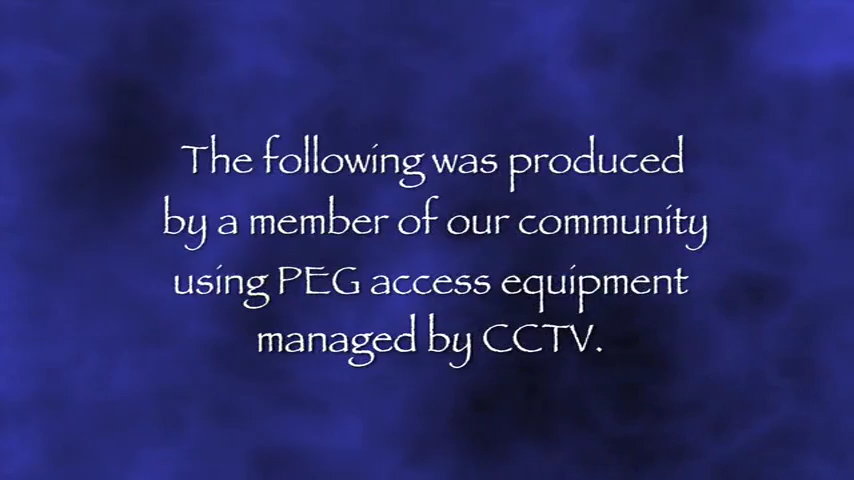 The following was produced
by a member of our community
using PEG access equipment
managed by CCTV.